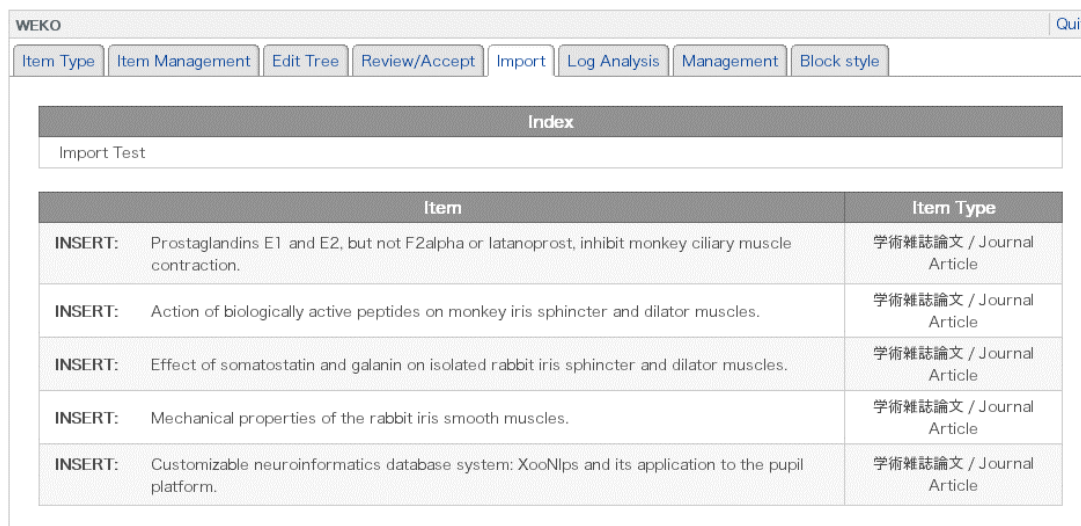 WEKO
Qui
Item Type Item Management Edit Tree Review/Accept Import Log Analysis Management Block style
Index
Import Test
Item Item Type
INSERT: Prostaglandins E1 and E2, but not F2alpha or latanoprost, inhibit monkey ciliary muscle
contraction.
学術雑誌論文 / Journal
Article
INSERT: Action of biologically active peptides on monkey iris sphincter and dilator muscles.
学術雑誌論文 / Journal
Article
INSERT: Effect of somatostatin and galanin on isolated rabbit iris sphincter and dilator muscles.
学術雑誌論文 / Journal
Article
INSERT: Mechanical properties of the rabbit iris smooth muscles.
学術雑誌論文 / Journal
Article
INSERT: Customizable neuroinformatics database system: XooNIps and its application to the pupil
platform.
学術雑誌論文 / Journal
Article